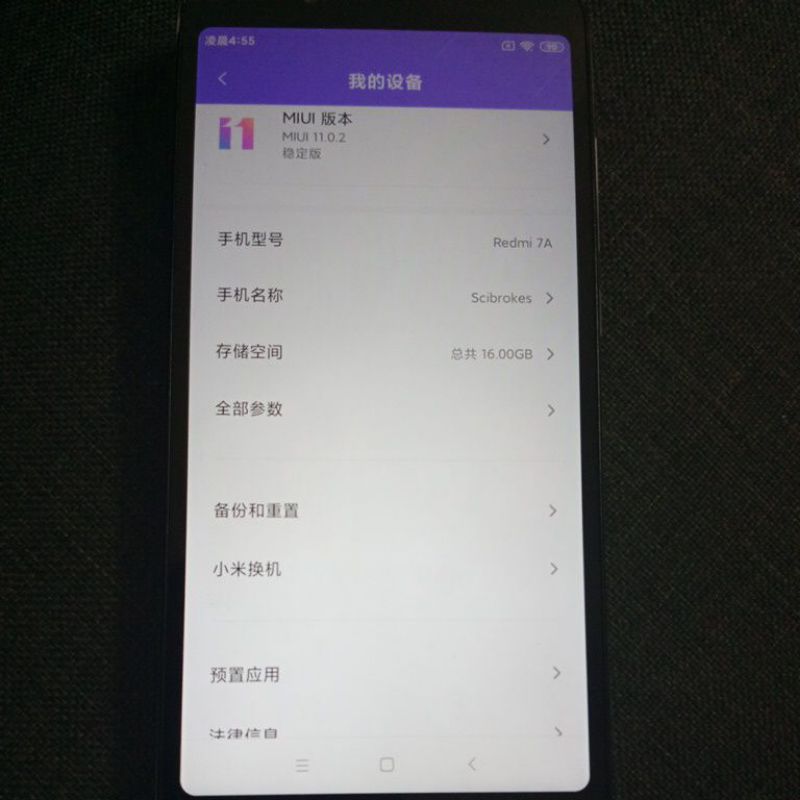 凌晨4:55
我的设备
11
MIUI 版本
MIUI 11.0.2
稳定版
手机型号 Redmi 7A
手机名称 Scibrokes
存储空间 总共 16.00GB
全部参数
备份和重置
小米换机
预置应用
法律信息